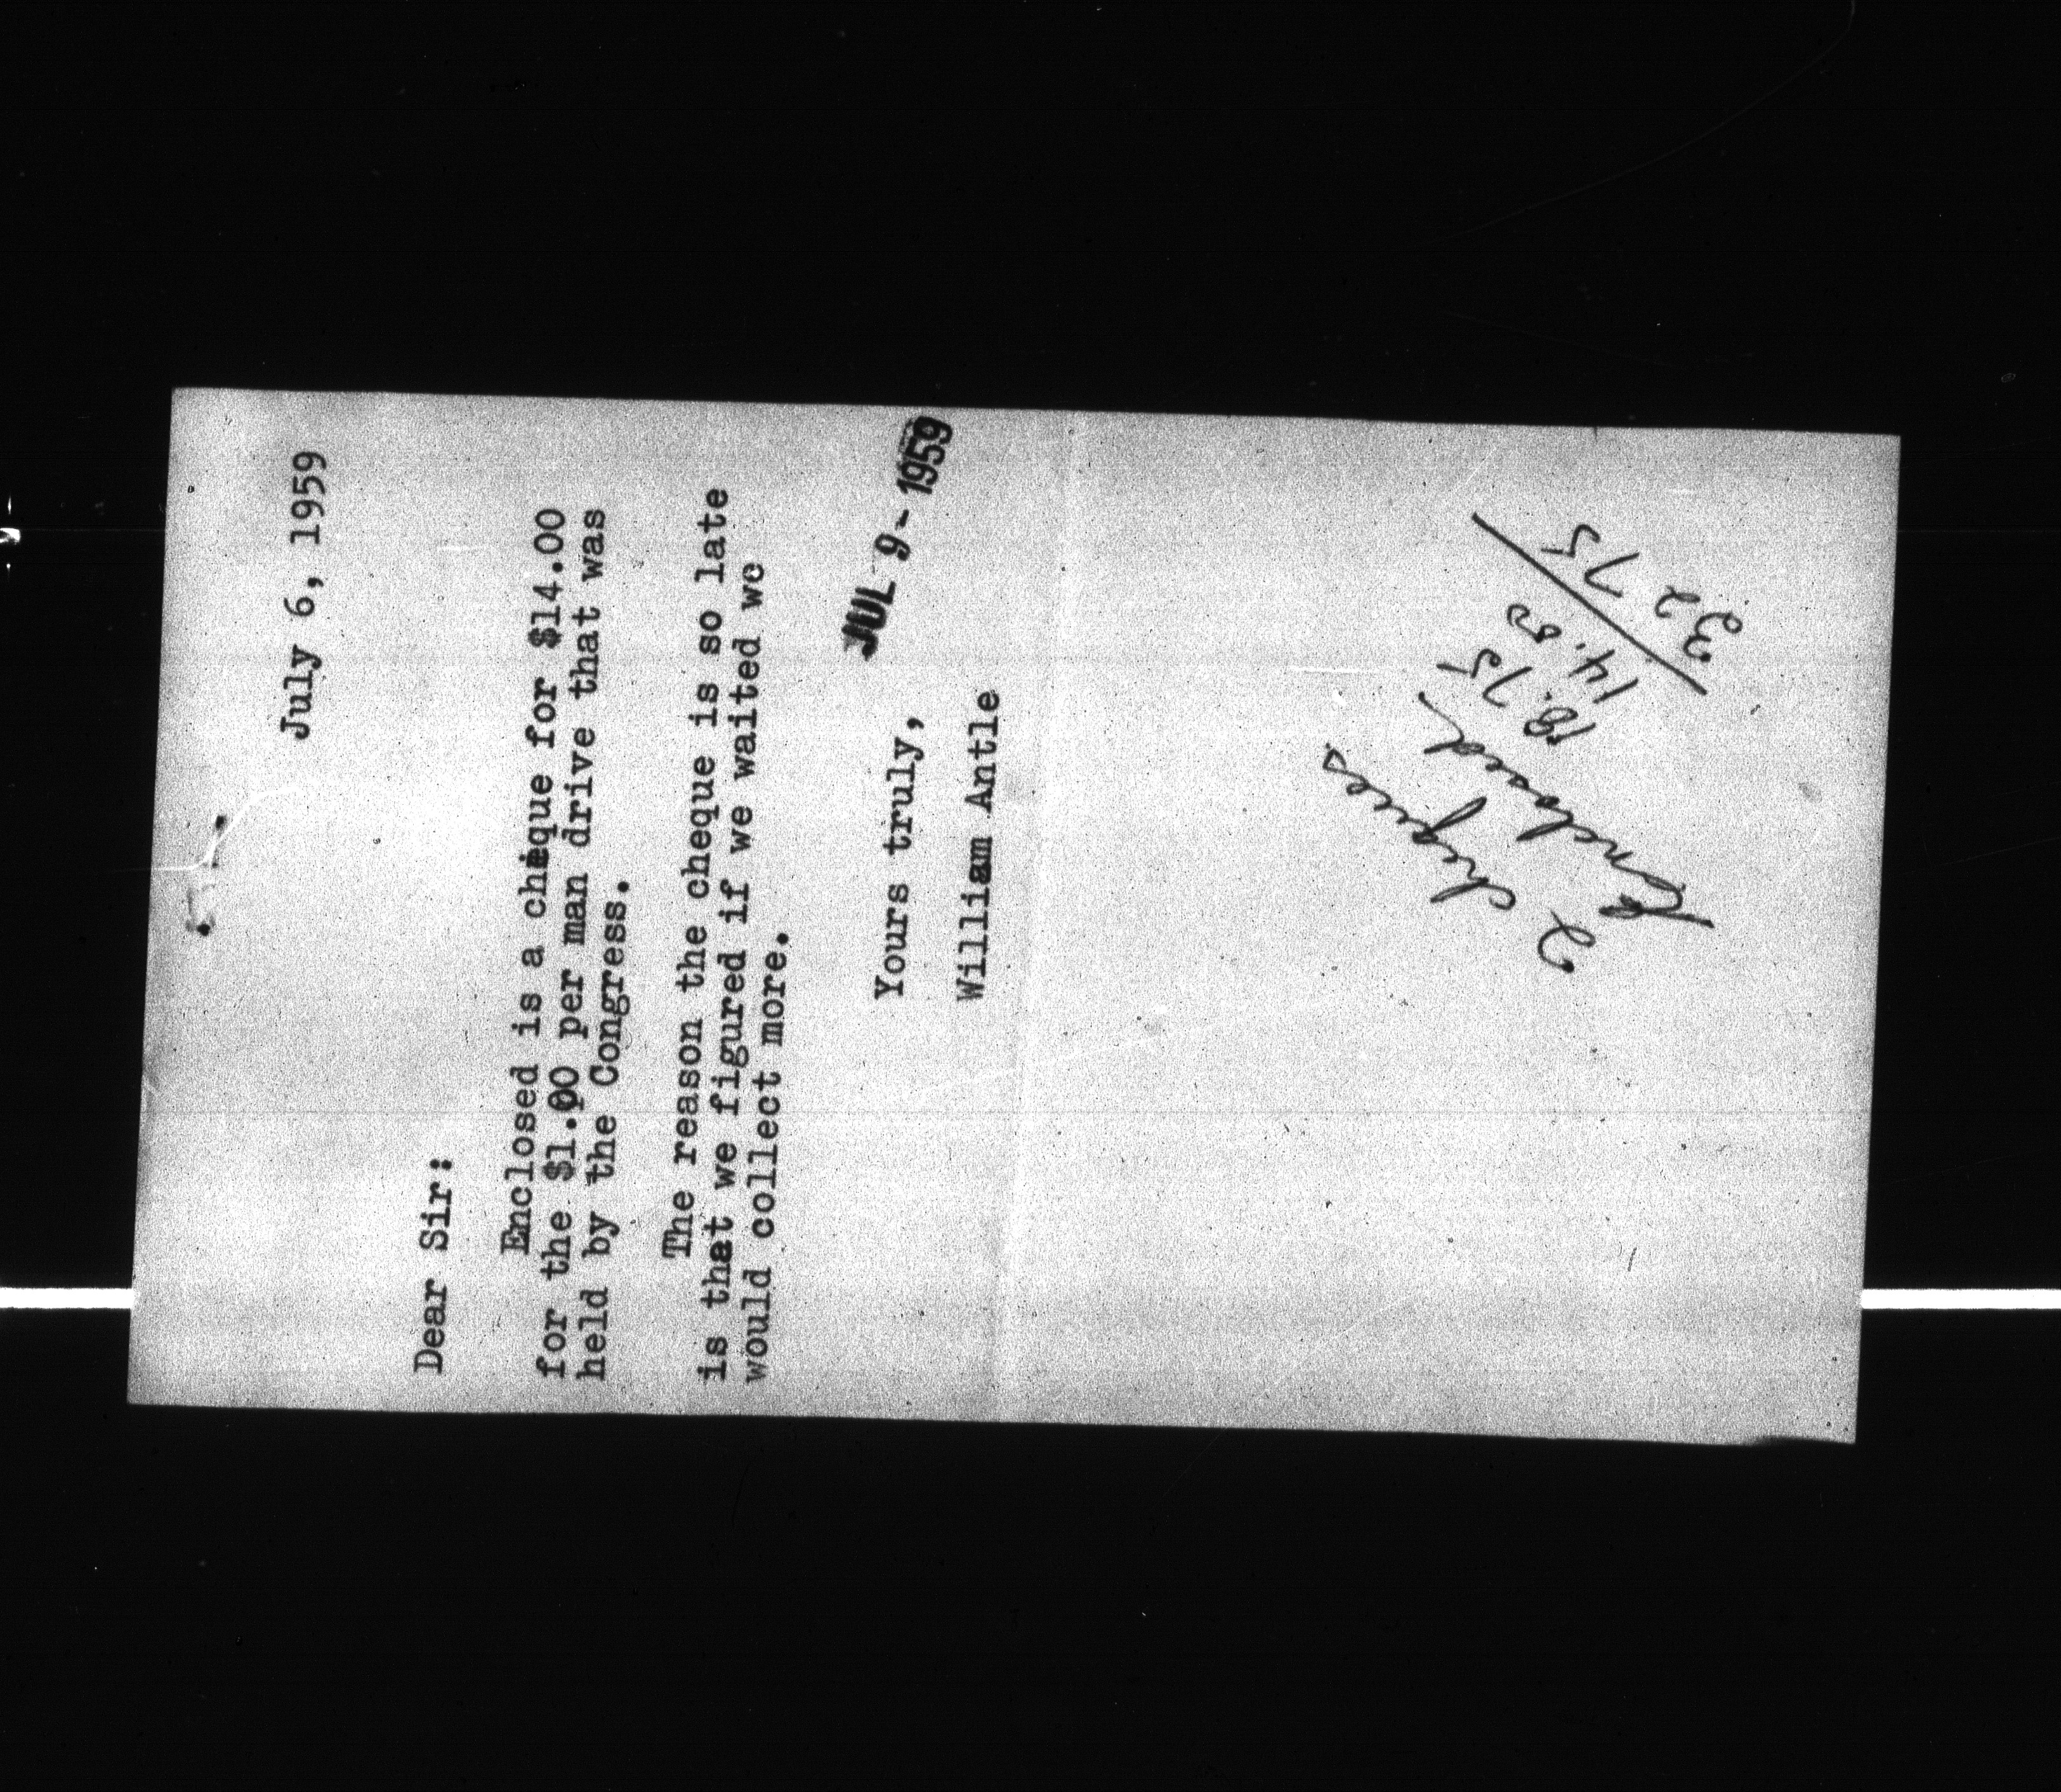 July 6, 1959
Dear Sir:
Enclosed is a cheque for $14.00
for the $1.00 per man drive that was
held by the Congress.
The reason the cheque is so late
is that we figured if we waited we
would collect more.
JUL 9 - 1959
Yours truly,
William Antle
2 cheques
enclosed
18.75
14.00
32 75